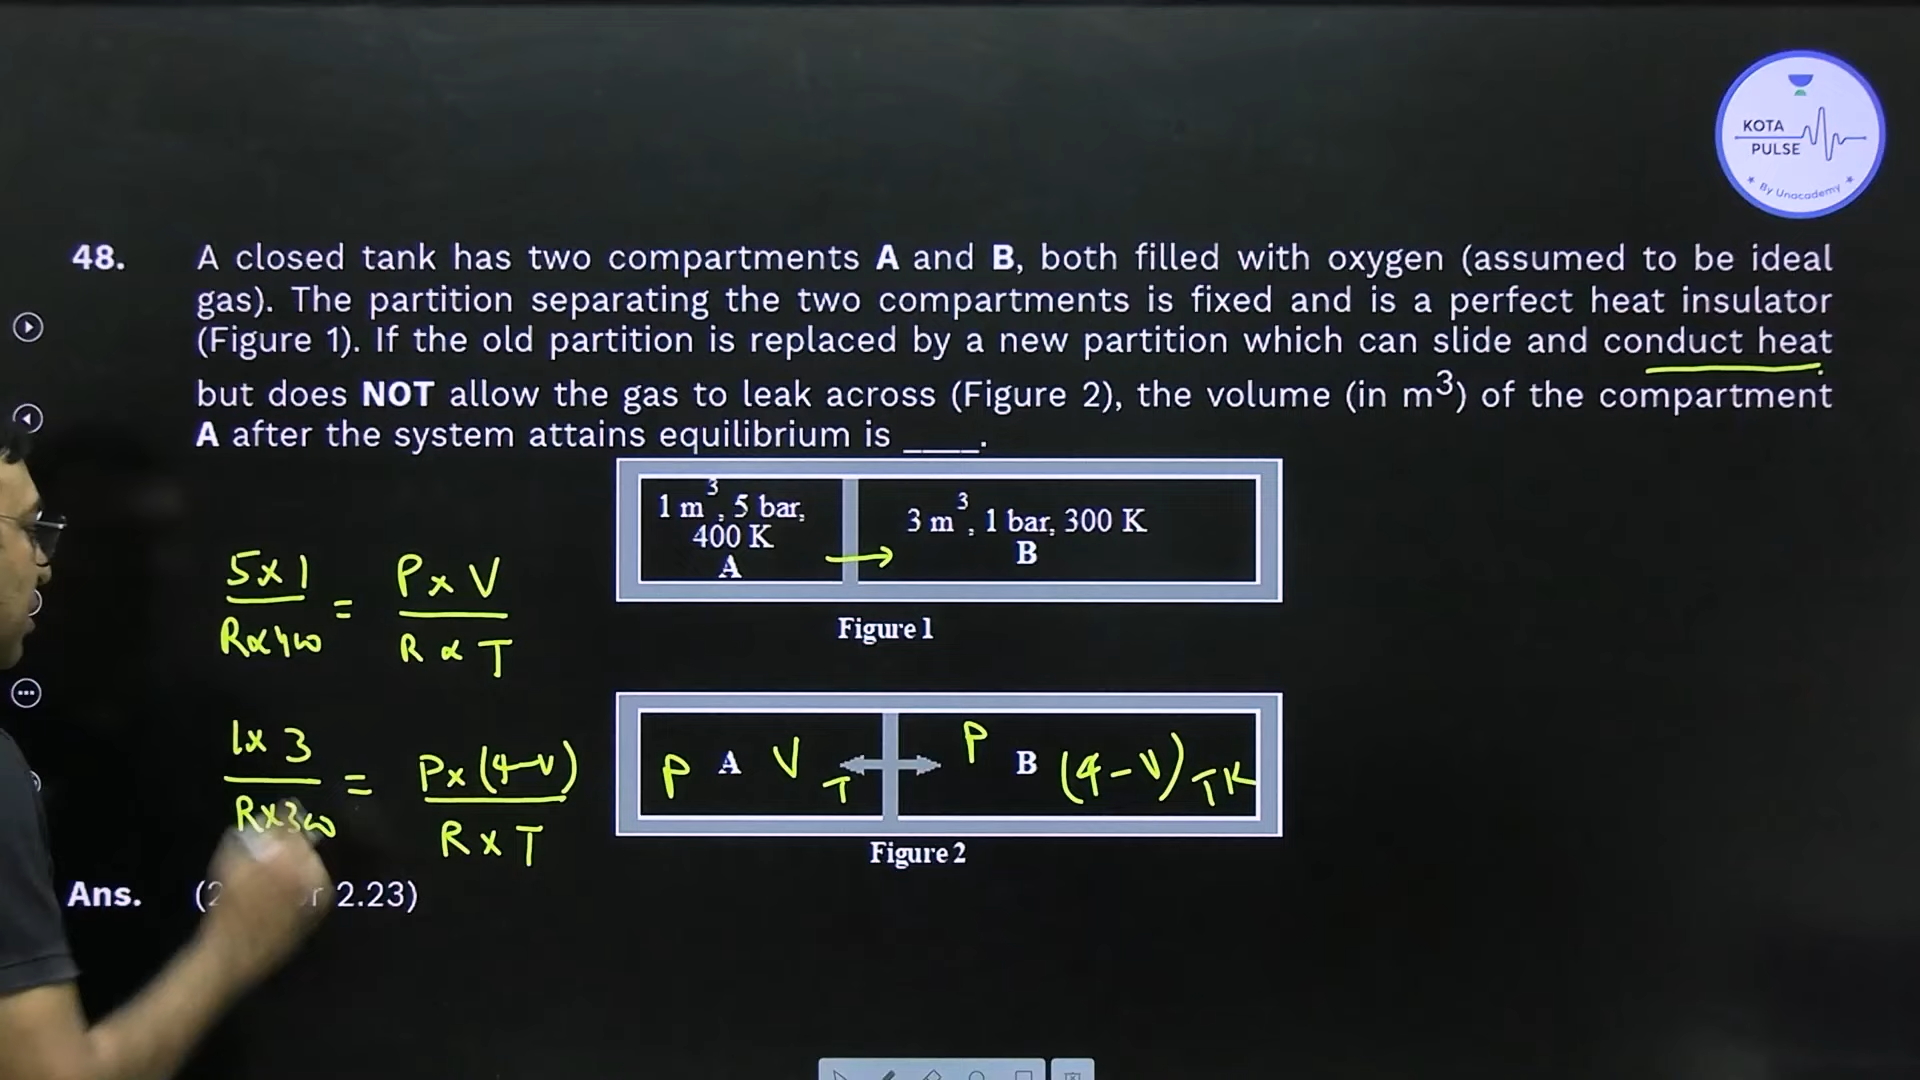 KOTA
PULSE
★ By Unacademy ★
48. A closed tank has two compartments A and B, both filled with oxygen (assumed to be ideal
gas). The partition separating the two compartments is fixed and is a perfect heat insulator
(Figure 1). If the old partition is replaced by a new partition which can slide and conduct heat
but does NOT allow the gas to leak across (Figure 2), the volume (in m³) of the compartment
A after the system attains equilibrium is ____.
1 m³, 5 bar,
400 K
A
3 m³, 1 bar, 300 K
B
Figure 1
5×1 / R×400 = P×V / R×T
P A V T
P B (4-V) TK
Figure 2
1×3 / R×300 = P×(4-V) / R×T
Ans. (2 r 2.23)